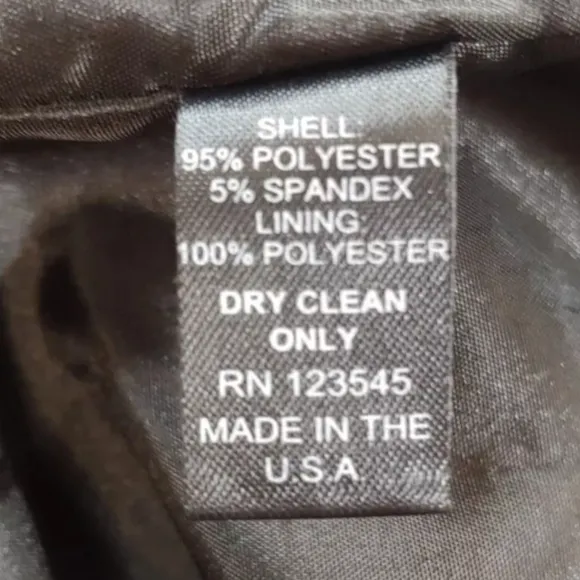 SHELL:
95% POLYESTER
5% SPANDEX
LINING:
100% POLYESTER
DRY CLEAN
ONLY
RN 123545
MADE IN THE
U.S.A